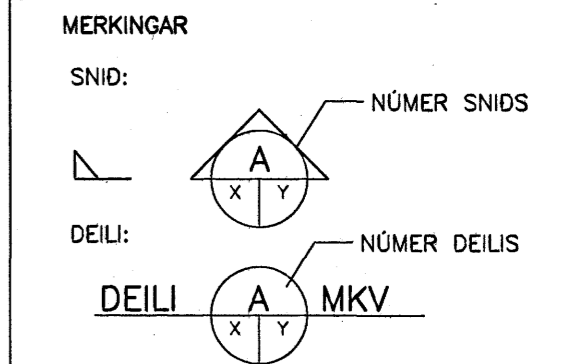 MERKINGAR
SNIÐ:
NÚMER SNIÐS
A
X Y
DEILI:
NÚMER DEILIS
DEILI A MKV
X Y